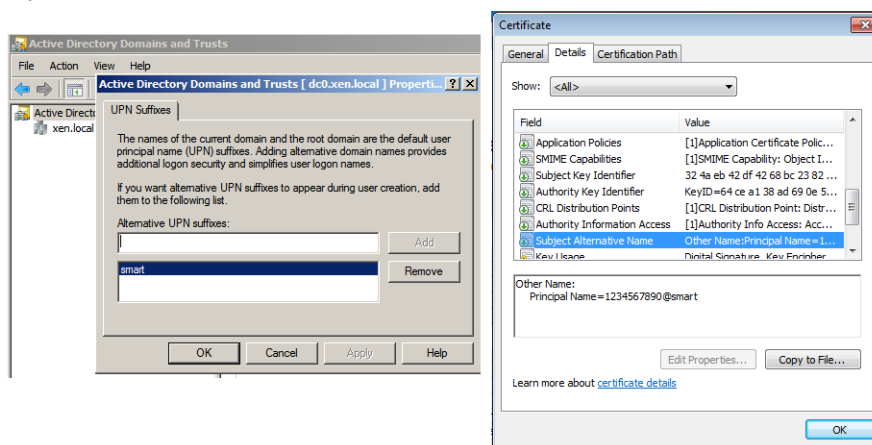 Active Directory Domains and Trusts
File Action View Help
Active Directory Domains and Trusts [ dc0.xen.local ] Properti... ? X
Active Directo
xen.local
UPN Suffixes
The names of the current domain and the root domain are the default user
principal name (UPN) suffixes. Adding alternative domain names provides
additional logon security and simplifies user logon names.
If you want alternative UPN suffixes to appear during user creation, add
them to the following list.
Alternative UPN suffixes:
Add
smart
Remove
OK Cancel Apply Help
Certificate
General Details Certification Path
Show: <All>
Field Value
Application Policies [1]Application Certificate Polic...
SMIME Capabilities [1]SMIME Capability: Object I...
Subject Key Identifier 32 4a eb 42 df 42 68 bc 23 82 ...
Authority Key Identifier KeyID=64 ce a1 38 ad 69 0e 5...
CRL Distribution Points [1]CRL Distribution Point: Distr...
Authority Information Access [1]Authority Info Access: Acc...
Subject Alternative Name Other Name:Principal Name=1...
Key Usage Digital Signature, Key Encipher
Other Name:
Principal Name=1234567890@smart
Edit Properties... Copy to File...
Learn more about certificate details
OK